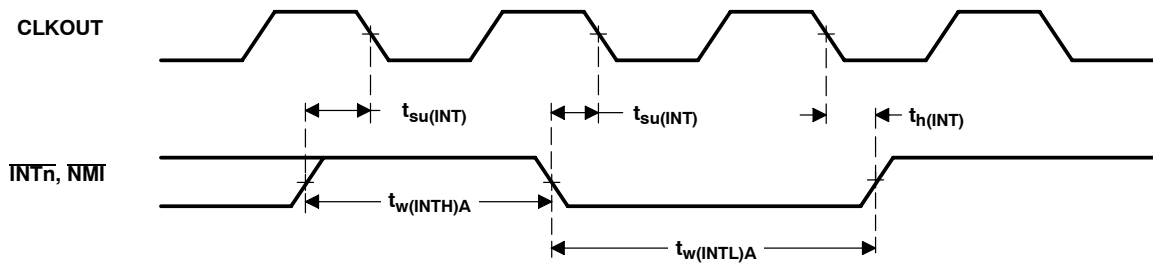 CLKOUT
tsu(INT)
tsu(INT)
th(INT)
INTn, NMI
tw(INTH)A
tw(INTL)A